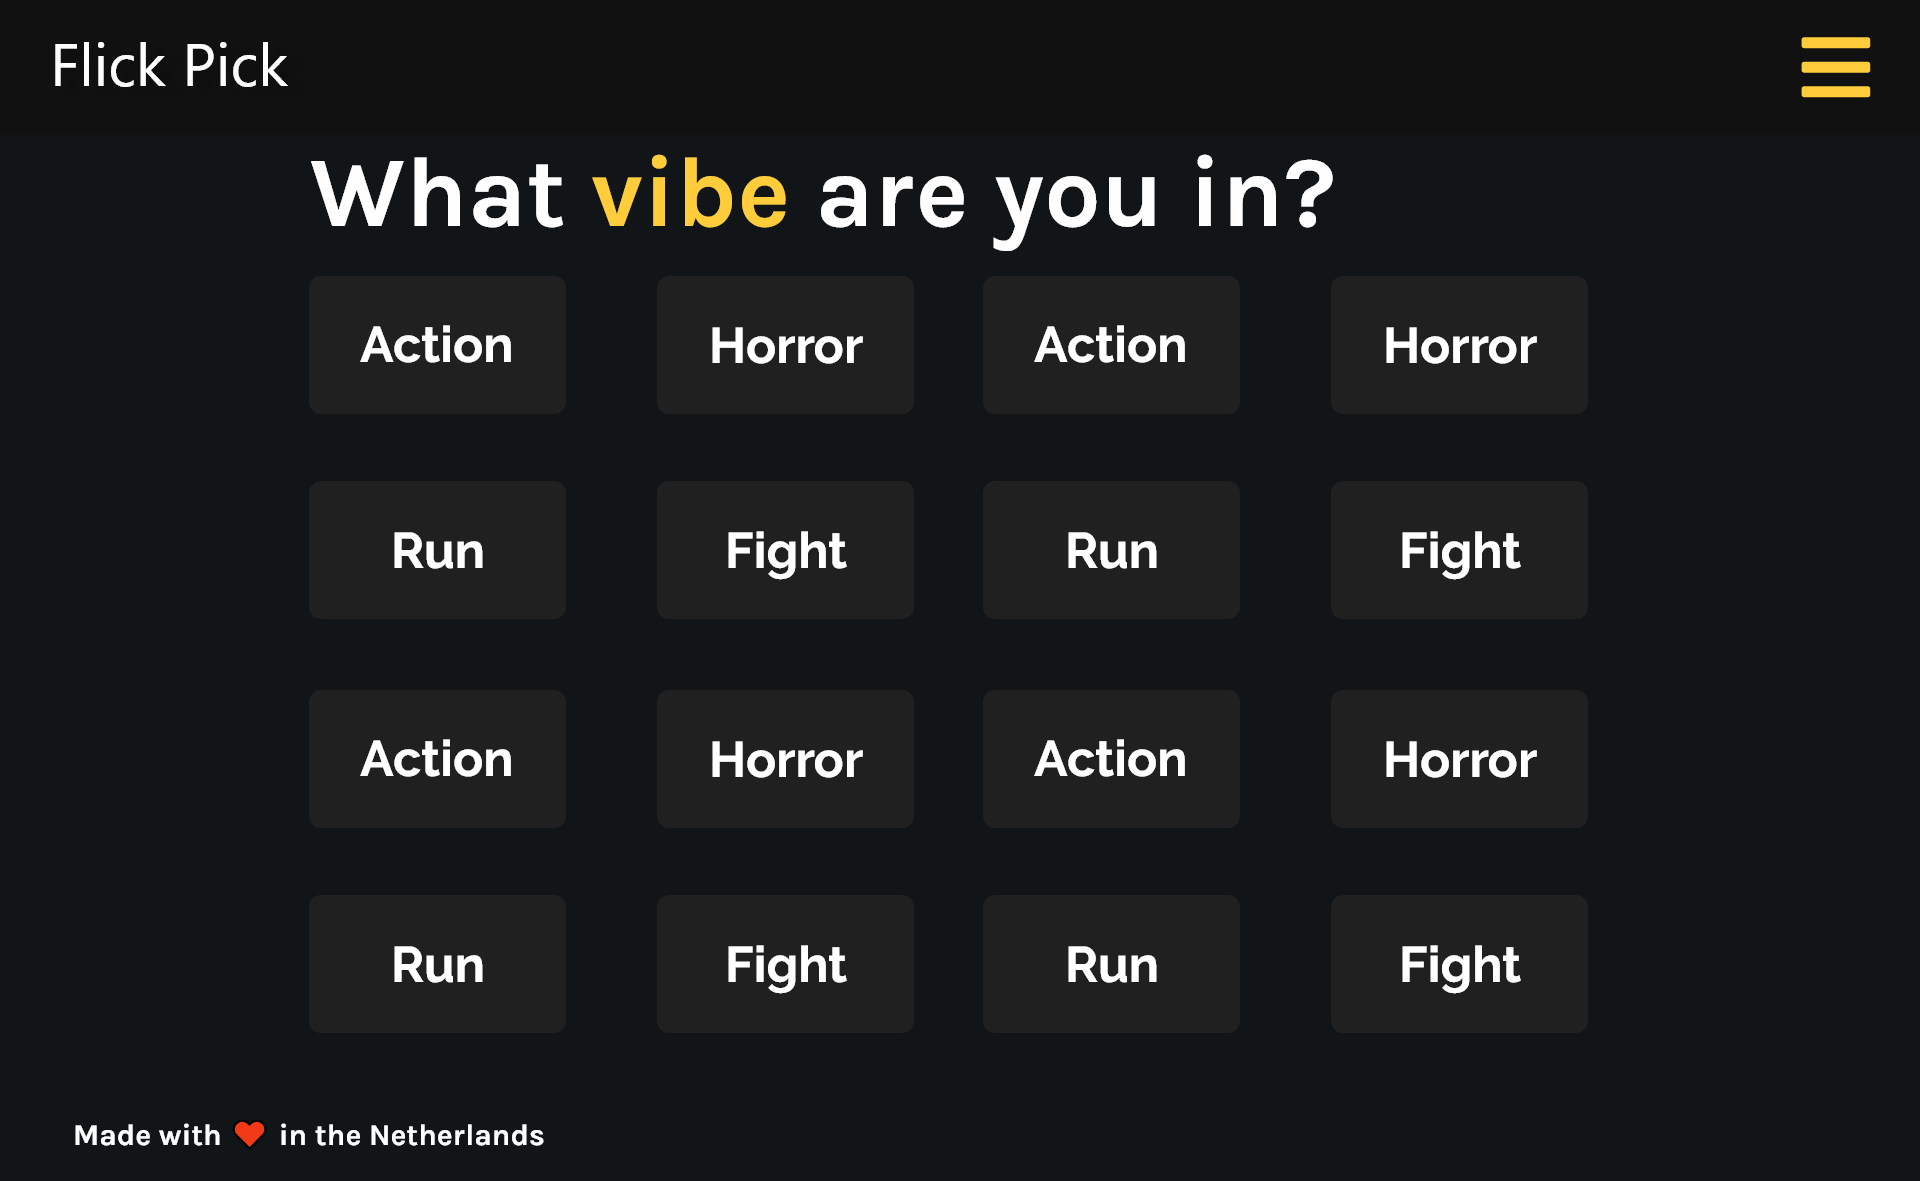 Flick Pick
What vibe are you in?
Action Horror Action Horror
Run Fight Run Fight
Action Horror Action Horror
Run Fight Run Fight
Made with ❤ in the Netherlands